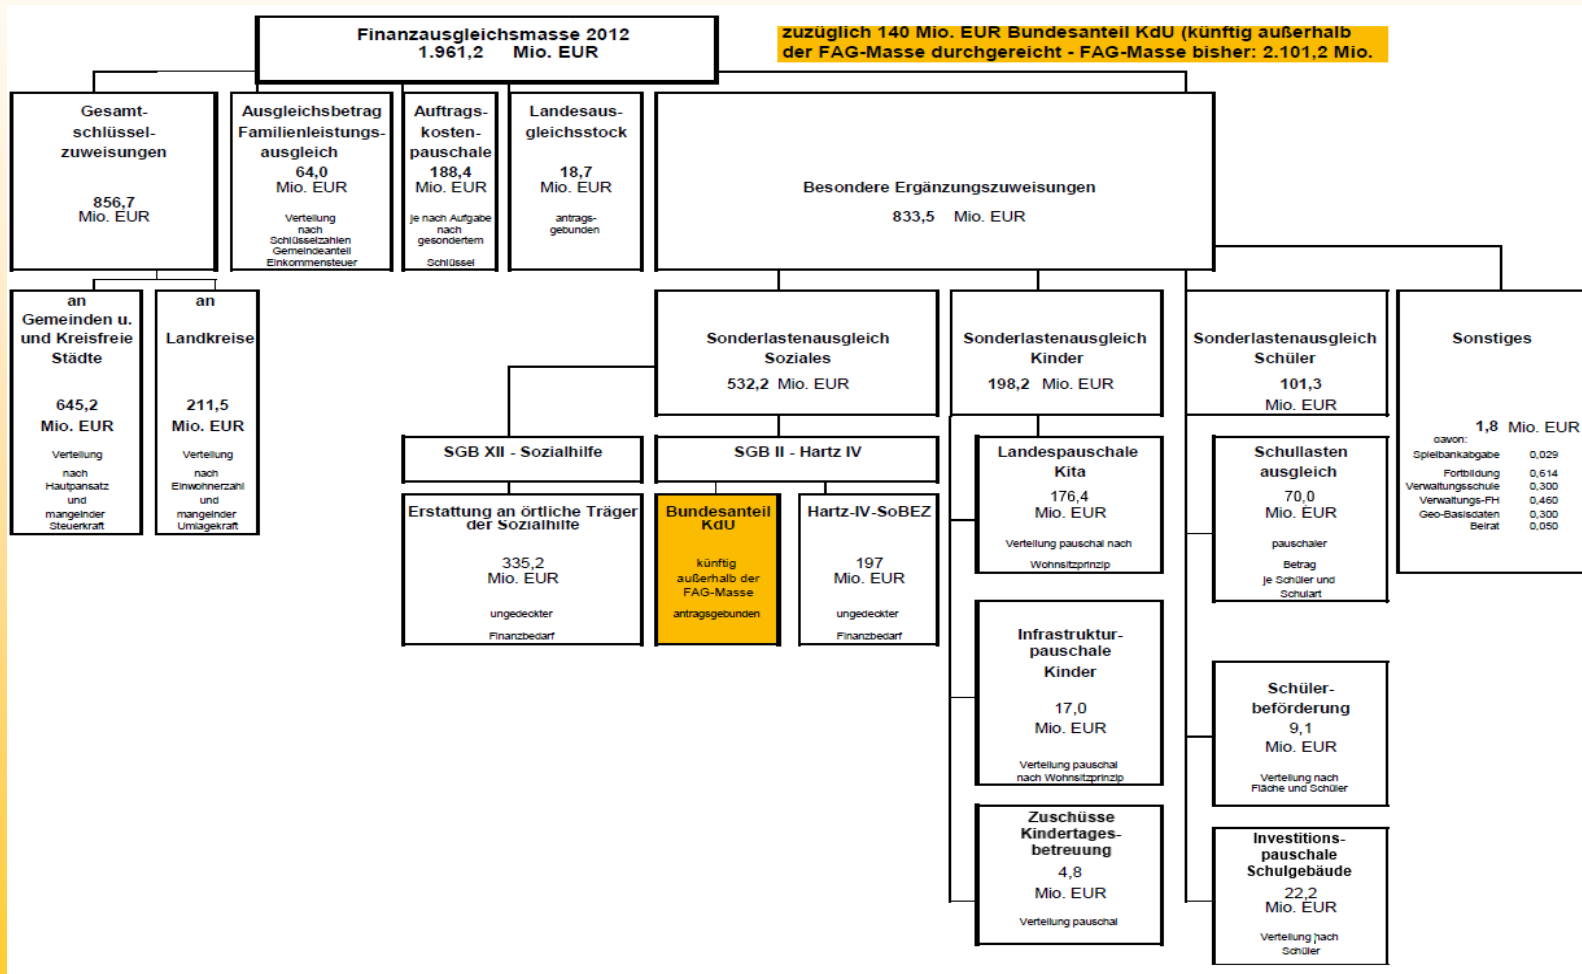 Finanzausgleichsmasse 2012
1.961,2 Mio. EUR
zuzüglich 140 Mio. EUR Bundesanteil KdU (künftig außerhalb
der FAG-Masse durchgereicht - FAG-Masse bisher: 2.101,2 Mio.
Gesamt-
schlüssel-
zuweisungen
856,7
Mio. EUR
Ausgleichsbetrag
Familienleistungs-
ausgleich
64,0
Mio. EUR
Verteilung
nach
Schlüsselzahlen
Gemeindeanteil
Einkommensteuer
Auftrags-
kosten-
pauschale
188,4
Mio. EUR
je nach Aufgabe
nach
gesondertem
Schlüssel
Landesaus-
gleichsstock
18,7
Mio. EUR
antrags-
gebunden
Besondere Ergänzungszuweisungen
833,5 Mio. EUR
an
Gemeinden u.
und Kreisfreie
Städte
645,2
Mio. EUR
Verteilung
nach
Hautpansatz
und
mangelnder
Steuerkraft
an
Landkreise
211,5
Mio. EUR
Verteilung
nach
Einwohnerzahl
und
mangelnder
Umlagekraft
Sonderlastenausgleich
Soziales
532,2 Mio. EUR
Sonderlastenausgleich
Kinder
198,2 Mio. EUR
Sonderlastenausgleich
Schüler
101,3
Mio. EUR
Sonstiges
1,8 Mio. EUR
davon:
Spielbankabgabe 0,029
Fortbildung 0,614
Verwaltungsschule 0,300
Verwaltungs-FH 0,460
Geo-Basisdaten 0,300
Beirat 0,050
SGB XII - Sozialhilfe
SGB II - Hartz IV
Erstattung an örtliche Träger
der Sozialhilfe
335,2
Mio. EUR
ungedeckter
Finanzbedarf
Bundesanteil
KdU
künftig
außerhalb der
FAG-Masse
antragsgebunden
Hartz-IV-SoBEZ
197
Mio. EUR
ungedeckter
Finanzbedarf
Landespauschale
Kita
176,4
Mio. EUR
Verteilung pauschal nach
Wohnsitzprinzip
Infrastruktur-
pauschale
Kinder
17,0
Mio. EUR
Verteilung pauschal
nach Wohnsitzprinzip
Zuschüsse
Kindertages-
betreuung
4,8
Mio. EUR
Verteilung pauschal
Schullasten
ausgleich
70,0
Mio. EUR
pauschaler
Betrag
je Schüler und
Schulart
Schüler-
beförderung
9,1
Mio. EUR
Verteilung nach
Fläche und Schüler
Investitions-
pauschale
Schulgebäude
22,2
Mio. EUR
Verteilung nach
Schüler